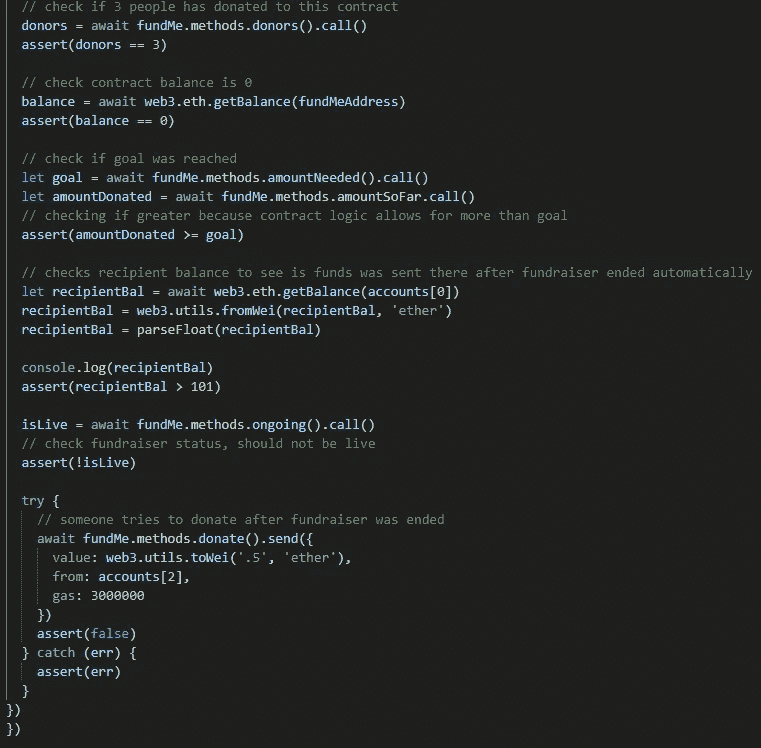 // check if 3 people has donated to this contract
donors = await fundMe.methods.donors().call()
assert(donors == 3)
// check contract balance is 0
balance = await web3.eth.getBalance(fundMeAddress)
assert(balance == 0)
// check if goal was reached
let goal = await fundMe.methods.amountNeeded().call()
let amountDonated = await fundMe.methods.amountSoFar.call()
// checking if greater because contract logic allows for more than goal
assert(amountDonated >= goal)
// checks recipient balance to see is funds was sent there after fundraiser ended automatically
let recipientBal = await web3.eth.getBalance(accounts[0])
recipientBal = web3.utils.fromWei(recipientBal, 'ether')
recipientBal = parseFloat(recipientBal)
console.log(recipientBal)
assert(recipientBal > 101)
isLive = await fundMe.methods.ongoing().call()
// check fundraiser status, should not be live
assert(!isLive)
try {
// someone tries to donate after fundraiser was ended
await fundMe.methods.donate().send({
value: web3.utils.toWei('.5', 'ether'),
from: accounts[2],
gas: 3000000
})
assert(false)
} catch (err) {
assert(err)
}
})
})